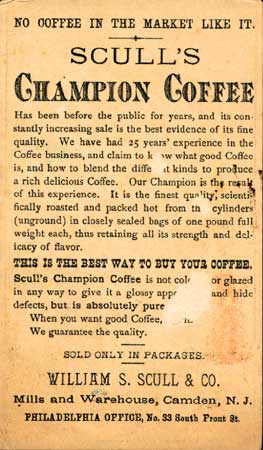 NO COFFEE IN THE MARKET LIKE IT.
SCULL'S
CHAMPION COFFEE
Has been before the public for years, and its con-
stantly increasing sale is the best evidence of its fine
quality. We have had 25 years' experience in the
Coffee business, and claim to k ow what good Coffee
is, and how to blend the diffe t kinds to produce
a rich delicious Coffee. Our Champion is the result
of this experience. It is the finest quality, scienti-
fically roasted and packed hot from th cylinders
(unground) in closely sealed bags of one pound full
weight each, thus retaining all its strength and del-
icacy of flavor.
THIS IS THE BEST WAY TO BUY YOUR COFFEE.
Scull's Champion Coffee is not colo or glazed
in any way to give it a glossy appe and hide
defects, but is absolutely pure
When you want good Coffee,
We guarantee the quality.
SOLD ONLY IN PACKAGES.
WILLIAM S. SCULL & CO.
Mills and Warehouse, Camden, N. J.
PHILADELPHIA OFFICE, No. 33 South Front St.